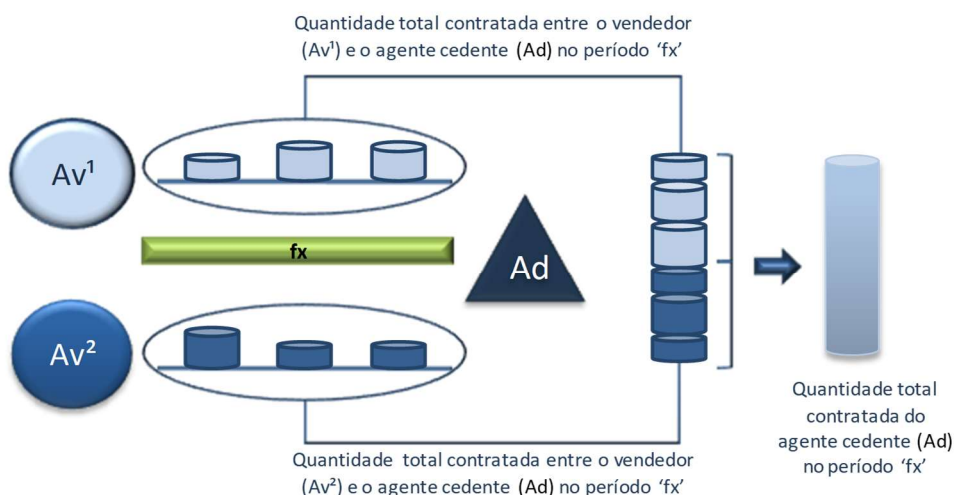 Quantidade total contratada entre o vendedor
(Av¹) e o agente cedente (Ad) no período ‘fx’
Av¹
fx
Ad
Av²
Quantidade total
contratada do
agente cedente (Ad)
no período ‘fx’
Quantidade total contratada entre o vendedor
(Av²) e o agente cedente (Ad) no período ‘fx’